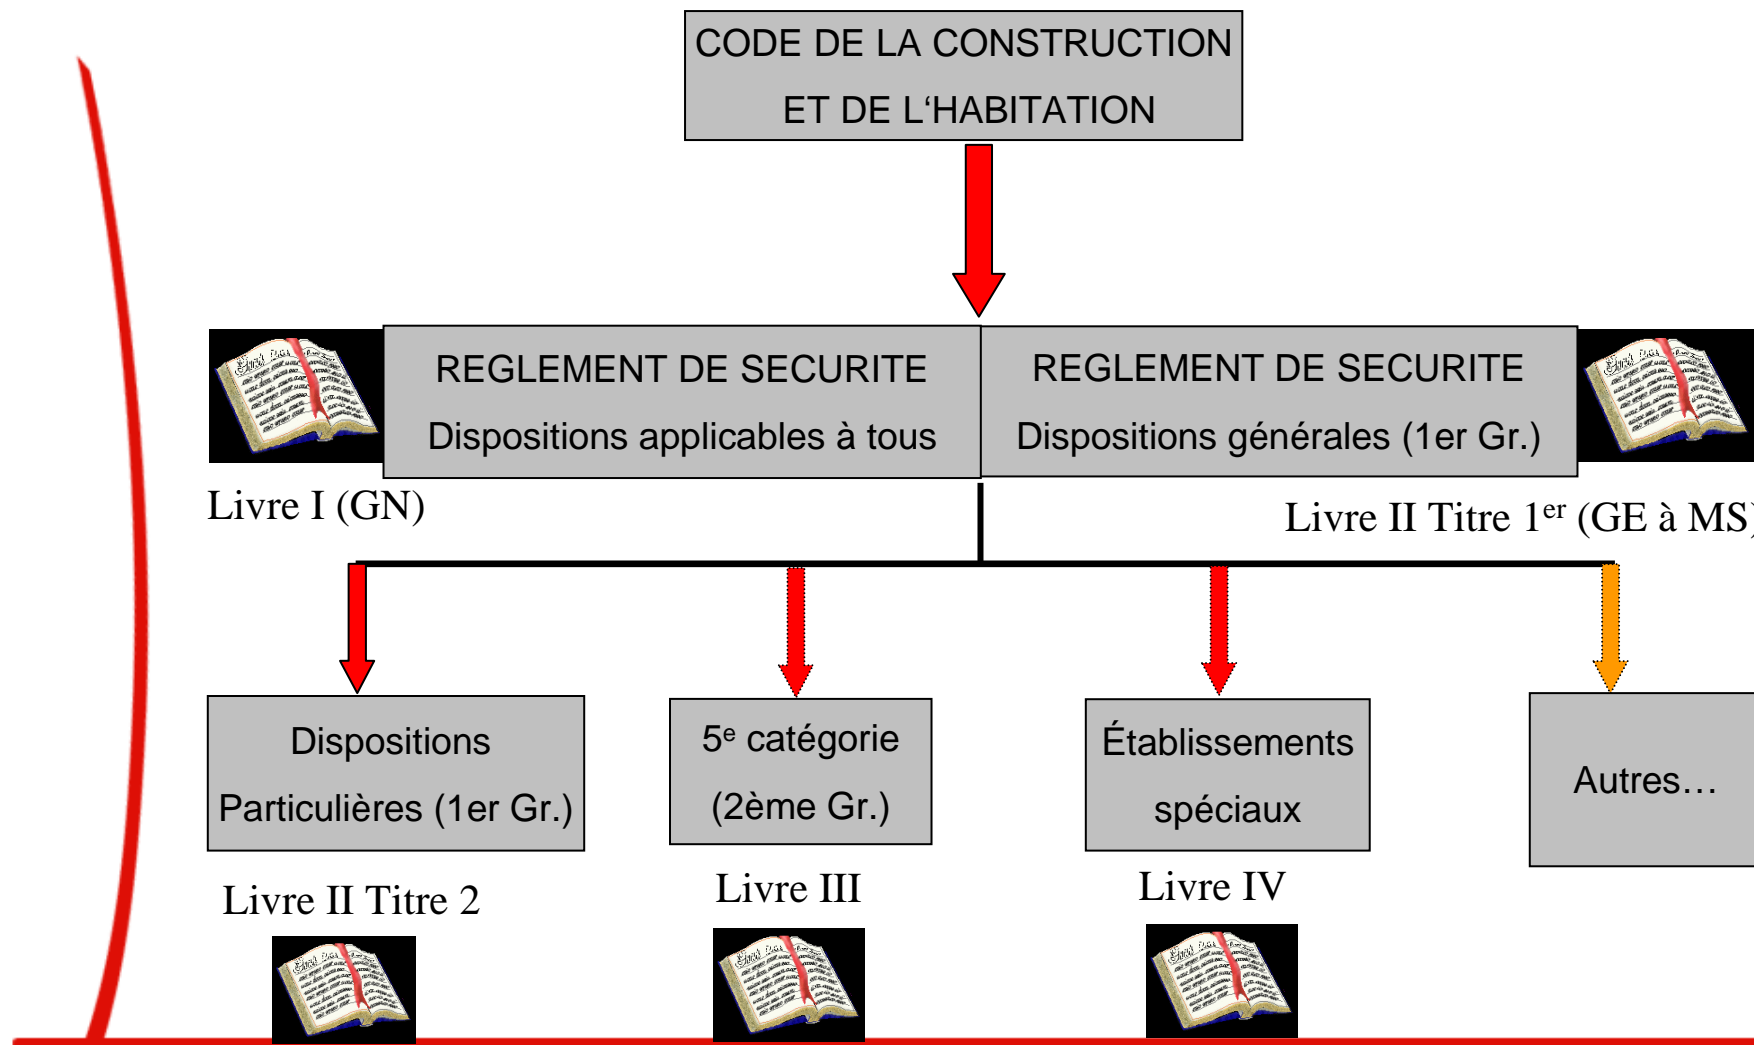 CODE DE LA CONSTRUCTION
ET DE L‘HABITATION
REGLEMENT DE SECURITE
Dispositions applicables à tous
REGLEMENT DE SECURITE
Dispositions générales (1er Gr.)
Livre I (GN)
Livre II Titre 1er (GE à MS)
Dispositions
Particulières (1er Gr.)
5e catégorie
(2ème Gr.)
Établissements
spéciaux
Autres…
Livre II Titre 2
Livre III
Livre IV